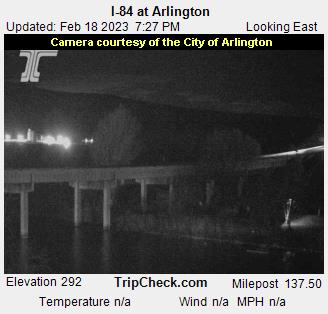 I-84 at Arlington
Updated: Feb 18 2023 7:27 PM Looking East
Camera courtesy of the City of Arlington
Elevation 292 TripCheck.com Milepost 137.50
Temperature n/a Wind n/a MPH n/a